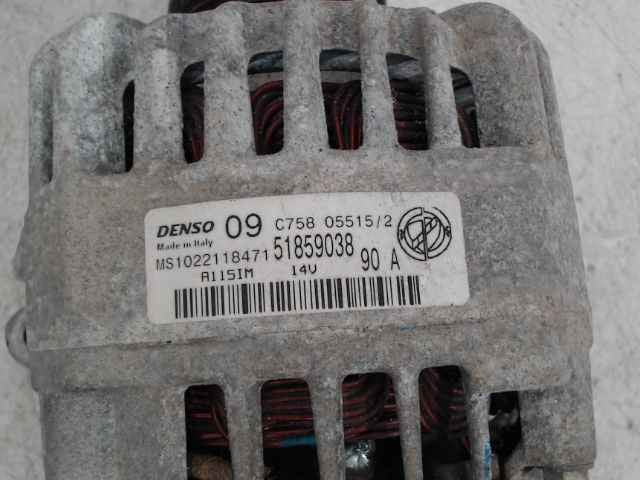 DENSO 09 C758 05515/2
Made in Italy
MS1022118471 51859038
A115IM 14V 90 A